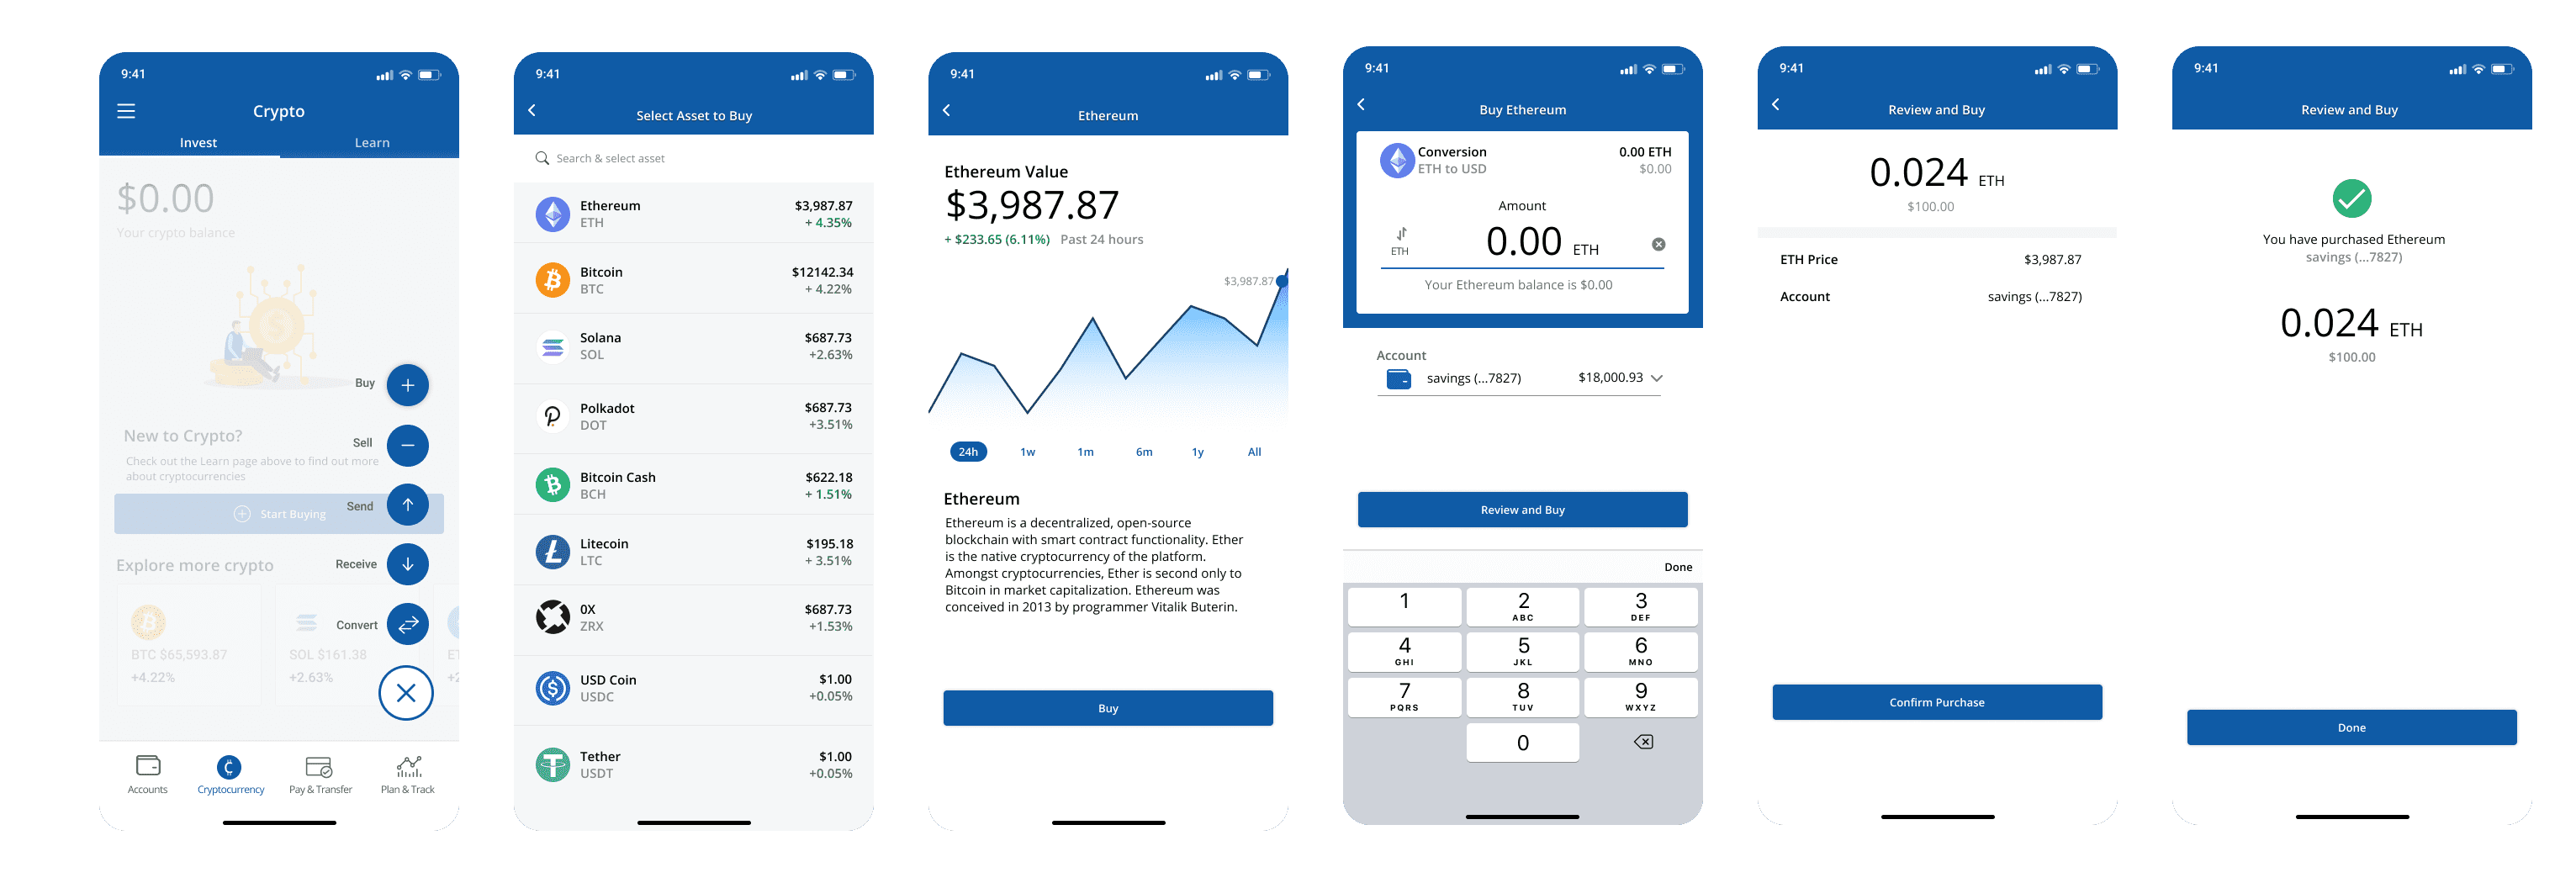 9:41
Crypto
Invest
Learn
$0.00
Your crypto balance
Buy
Sell
New to Crypto?
Check out the Learn page above to find out more
about cryptocurrencies
Start Buying
Send
Explore more crypto
Receive
Convert
BTC $65,593.87
+4.22%
SOL $161.38
+2.63%
Accounts
Cryptocurrency
Pay & Transfer
Plan & Track
9:41
Select Asset to Buy
Search & select asset
Ethereum $3,987.87
ETH + 4.35%
Bitcoin $12142.34
BTC + 4.22%
Solana $687.73
SOL +2.63%
Polkadot $687.73
DOT +3.51%
Bitcoin Cash $622.18
BCH + 1.51%
Litecoin $195.18
LTC + 3.51%
0X $687.73
ZRX +1.53%
USD Coin $1.00
USDC +0.05%
Tether $1.00
USDT +0.05%
9:41
Ethereum
Ethereum Value
$3,987.87
+ $233.65 (6.11%) Past 24 hours
$3,987.87
24h 1w 1m 6m 1y All
Ethereum
Ethereum is a decentralized, open-source
blockchain with smart contract functionality. Ether
is the native cryptocurrency of the platform.
Amongst cryptocurrencies, Ether is second only to
Bitcoin in market capitalization. Ethereum was
conceived in 2013 by programmer Vitalik Buterin.
Buy
9:41
Buy Ethereum
Conversion 0.00 ETH
ETH to USD $0.00
Amount
ETH
0.00 ETH
Your Ethereum balance is $0.00
Account
savings (...7827) $18,000.93
Review and Buy
Done
1 2 3
ABC DEF
4 5 6
GHI JKL MNO
7 8 9
PQRS TUV WXYZ
0
9:41
Review and Buy
0.024 ETH
$100.00
ETH Price $3,987.87
Account savings (...7827)
Confirm Purchase
9:41
Review and Buy
You have purchased Ethereum
savings (...7827)
0.024 ETH
$100.00
Done